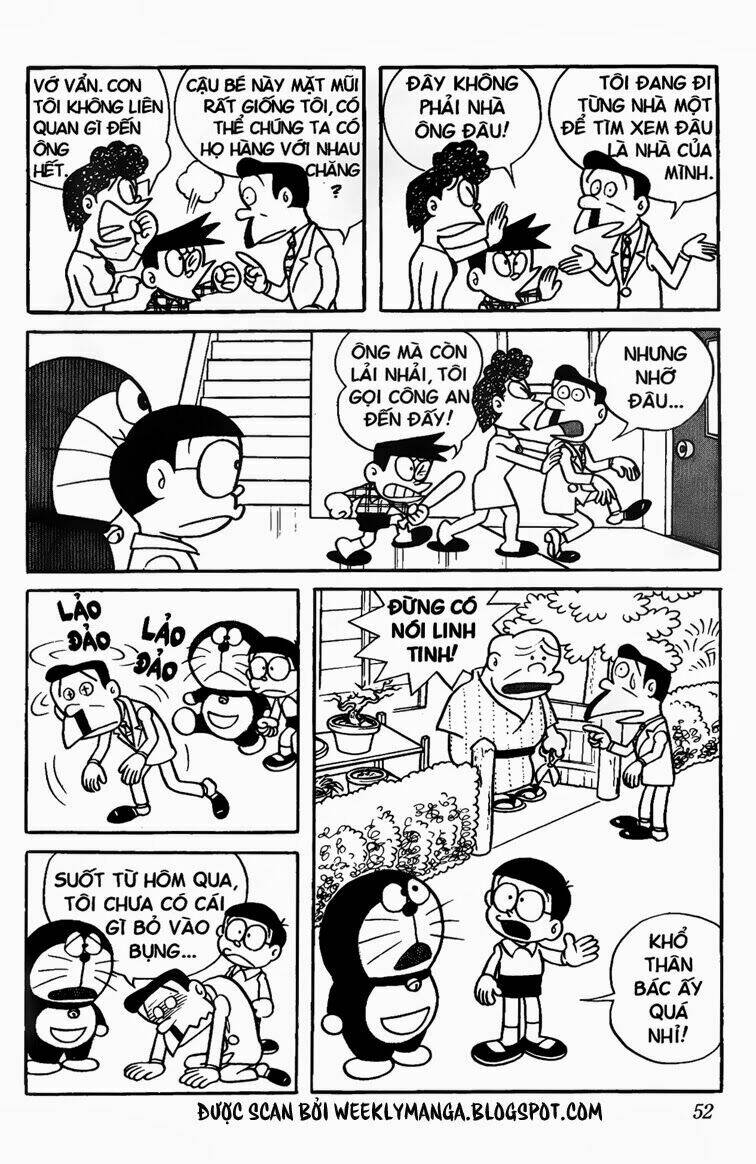 VỚ VẨN. CON
TÔI KHÔNG LIÊN
QUAN GÌ ĐẾN
ÔNG
HẾT.
CẬU BÉ NÀY MẶT MŨI
RẤT GIỐNG TÔI, CÓ
THỂ CHÚNG TA CÓ
HỌ HÀNG VỚI NHAU
CHĂNG
?
ĐÂY KHÔNG
PHẢI NHÀ
ÔNG ĐÂU!
TÔI ĐANG ĐI
TỪNG NHÀ MỘT
ĐỂ TÌM XEM ĐÂU
LÀ NHÀ CỦA
MÌNH.
ÔNG MÀ CÒN
LẢI NHẢI, TÔI
GỌI CÔNG AN
ĐẾN ĐẤY!
NHƯNG
NHỠ
ĐÂU...
LẢO
ĐẢO
LẢO
ĐẢO
ĐỪNG CÓ
NÓI LINH
TINH!
SUỐT TỪ HÔM QUA,
TÔI CHƯA CÓ CÁI
GÌ BỎ VÀO
BỤNG...
KHỔ
THÂN
BÁC ẤY
QUÁ
NHỈ!
ĐƯỢC SCAN BỞI WEEKLYMANGA.BLOGSPOT.COM
52